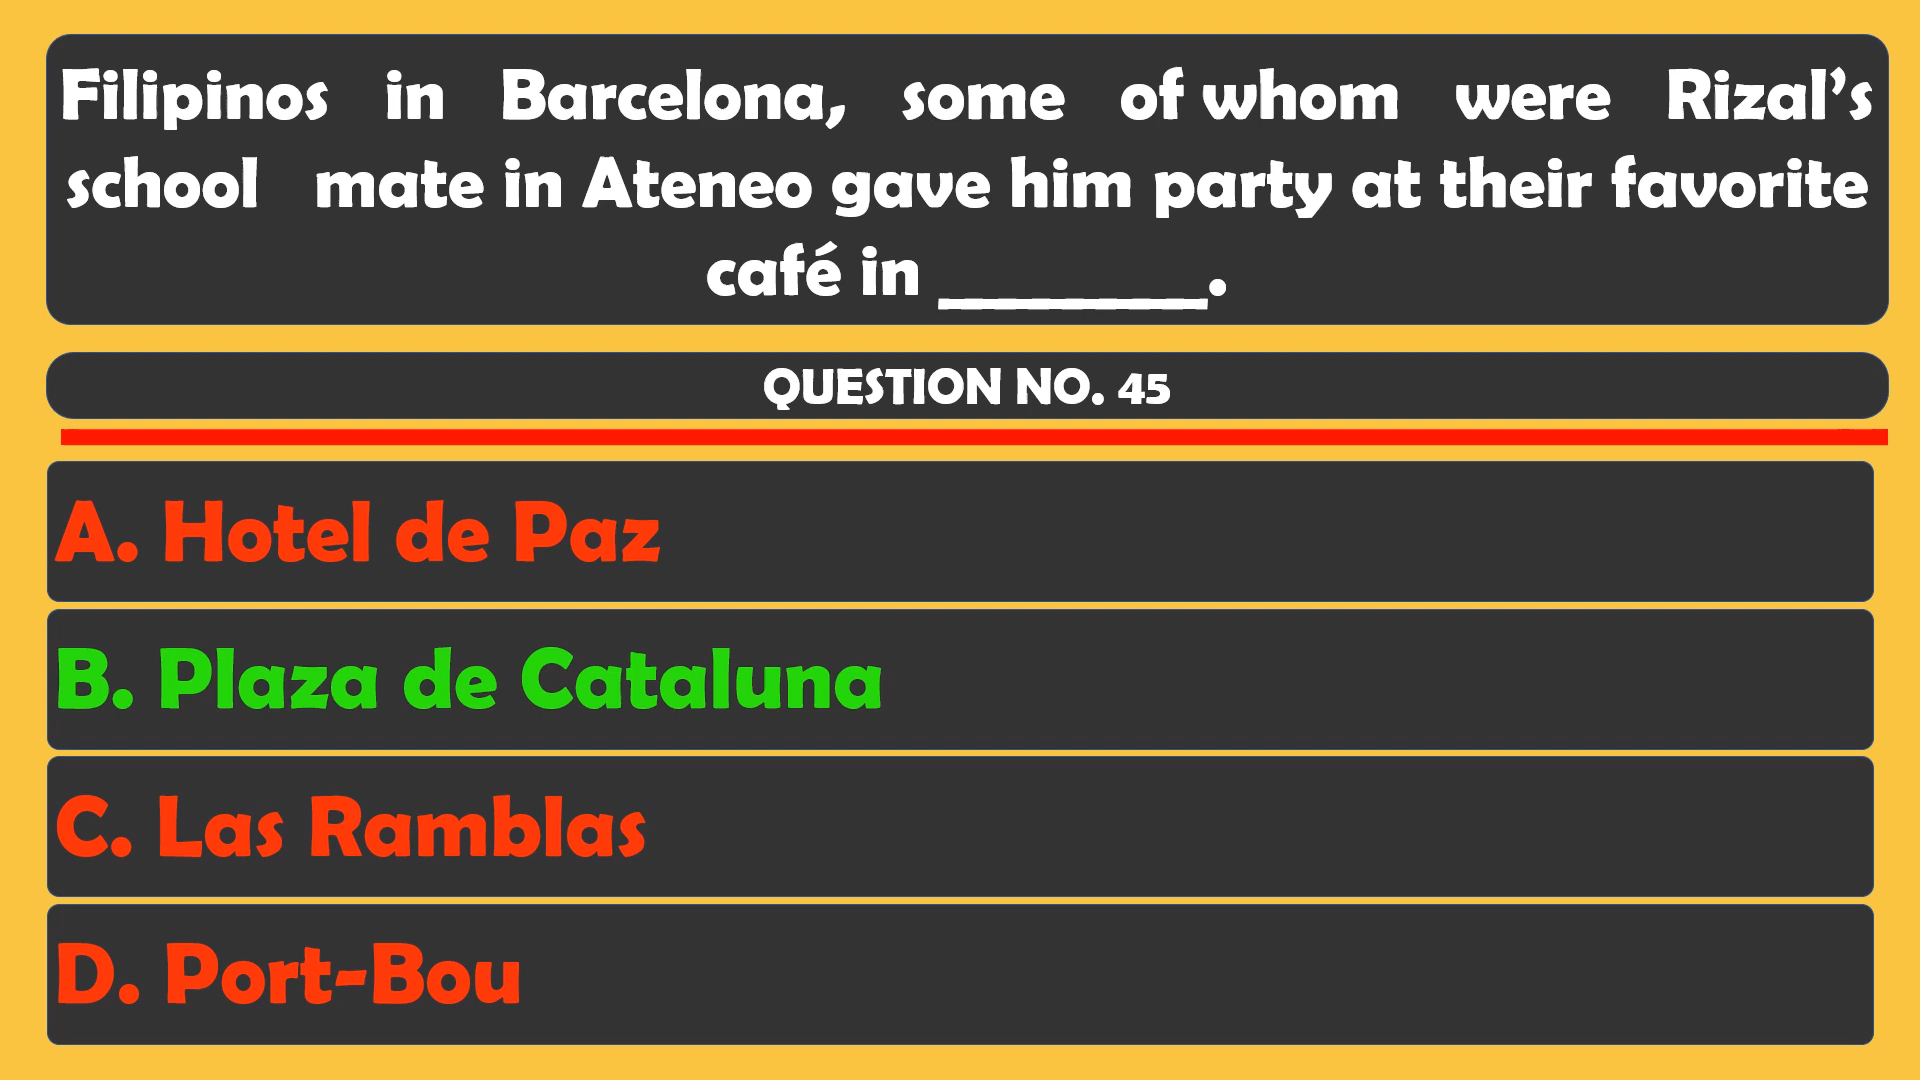 Filipinos in Barcelona, some of whom were Rizal’s
school mate in Ateneo gave him party at their favorite
café in ________.
QUESTION NO. 45
A. Hotel de Paz
B. Plaza de Cataluna
C. Las Ramblas
D. Port-Bou